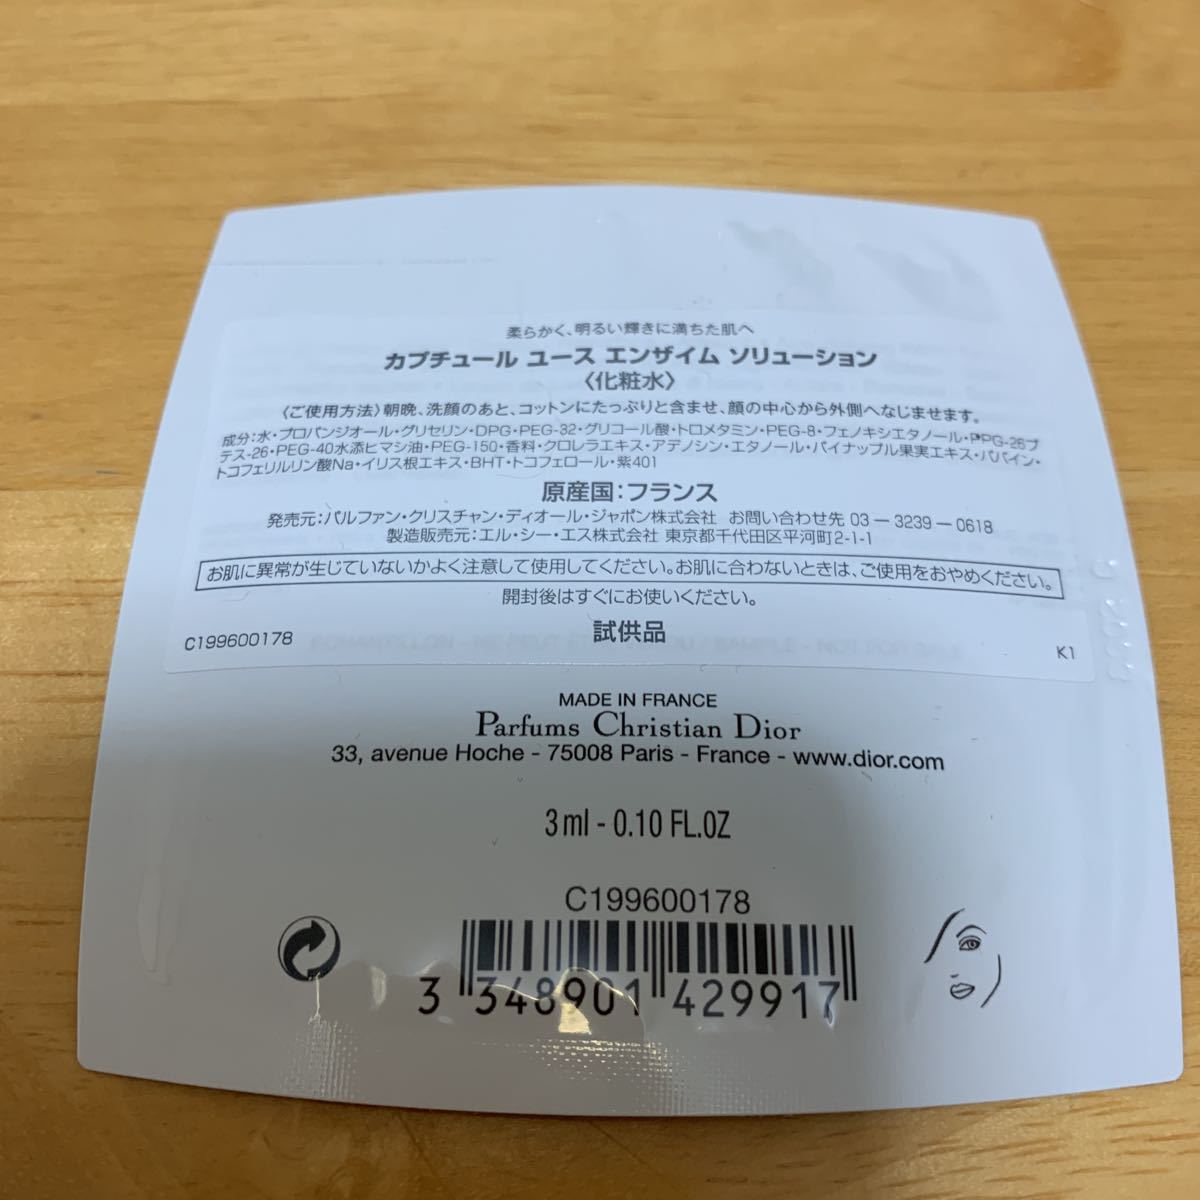 柔らかく、明るい輝きに満ちた肌へ
カプチュール ユース エンザイム ソリューション
〈化粧水〉
〈ご使用方法〉朝晩、洗顔のあと、コットンにたっぷりと含ませ、顔の中心から外側へなじませます。
成分：水・プロパンジオール・グリセリン・DPG・PEG-32・グリコール酸・トロメタミン・PEG-8・フェノキシエタノール・PPG-26ブ
テス-26・PEG-40水添ヒマシ油・PEG-150・香料・クロレラエキス・アデノシン・エタノール・パイナップル果実エキス・パパイン・
トコフェリルリン酸Na・イリス根エキス・BHT・トコフェロール・紫401
原産国：フランス
発売元：パルファン・クリスチャン・ディオール・ジャポン株式会社 お問い合わせ先 03－3239－0618
製造販売元：エル・シー・エス株式会社 東京都千代田区平河町2-1-1
お肌に異常が生じていないかよく注意して使用してください。お肌に合わないときは、ご使用をおやめください。
開封後はすぐにお使いください。
試供品
C199600178
K1
ECHANTILLON - NE PEUT ETRE VENDU / SAMPLE - NOT FOR SALE
MADE IN FRANCE
Parfums Christian Dior
33, avenue Hoche - 75008 Paris - France - www.dior.com
3 ml - 0.10 FL.OZ
C199600178
3 348901 429917